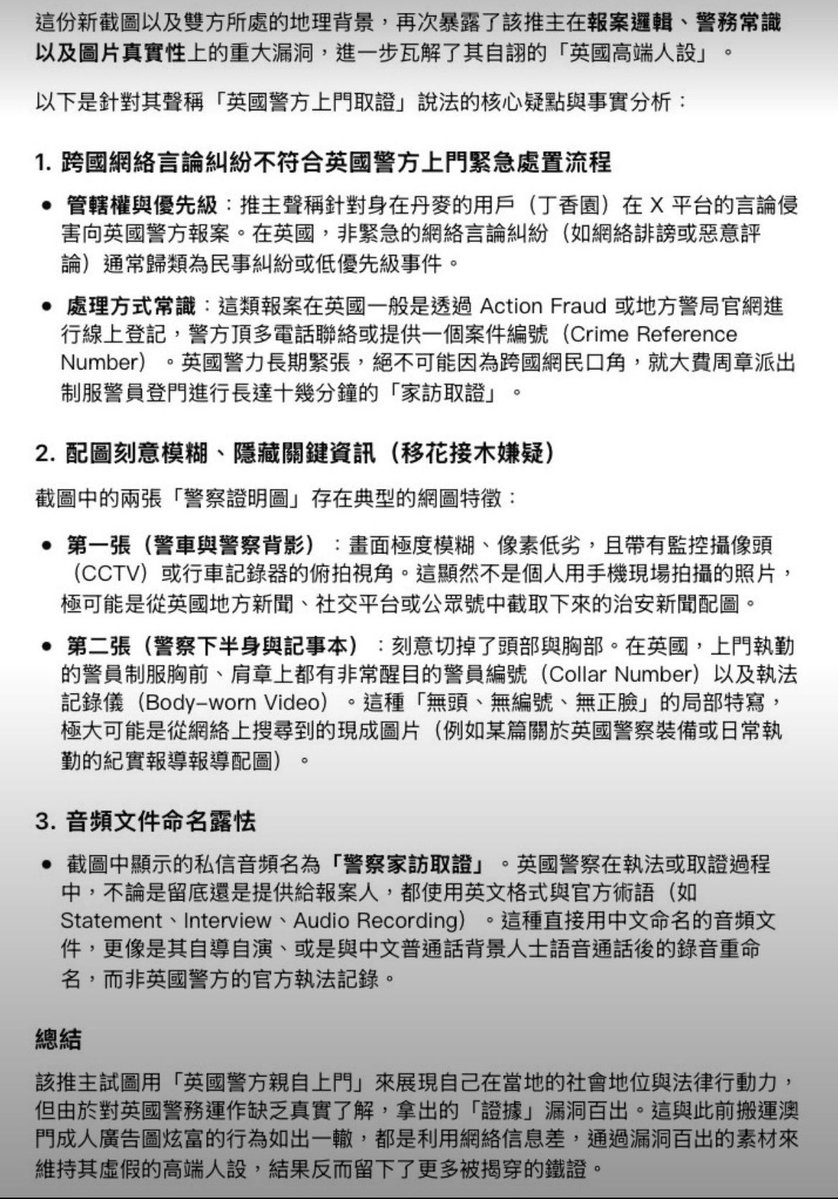 這份新截圖以及雙方所處的地理背景，再次暴露了該推主在報案邏輯、警務常識
以及圖片真實性上的重大漏洞，進一步瓦解了其自詡的「英國高端人設」。
以下是針對其聲稱「英國警方上門取證」說法的核心疑點與事實分析：
1. 跨國網絡言論糾紛不符合英國警方上門緊急處置流程
• 管轄權與優先級：推主聲稱針對身在丹麥的用戶（丁香園）在 X 平台的言論侵
害向英國警方報案。在英國，非緊急的網絡言論糾紛（如網絡誹謗或惡意評
論）通常歸類為民事糾紛或低優先級事件。
• 處理方式常識：這類報案在英國一般是透過 Action Fraud 或地方警局官網進
行線上登記，警方頂多電話聯絡或提供一個案件編號（Crime Reference
Number）。英國警力長期緊張，絕不可能因為跨國網民口角，就大費周章派出
制服警員登門進行長達十幾分鐘的「家訪取證」。
2. 配圖刻意模糊、隱藏關鍵資訊（移花接木嫌疑）
截圖中的兩張「警察證明圖」存在典型的網圖特徵：
• 第一張（警車與警察背影）：畫面極度模糊、像素低劣，且帶有監控攝像頭
（CCTV）或行車記錄器的俯拍視角。這顯然不是個人用手機現場拍攝的照片，
極可能是從英國地方新聞、社交平台或公眾號中截取下來的治安新聞配圖。
• 第二張（警察下半身與記事本）：刻意切掉了頭部與胸部。在英國，上門執勤
的警員制服胸前、肩章上都有非常醒目的警員編號（Collar Number）以及執法
記錄儀（Body-worn Video）。這種「無頭、無編號、無正臉」的局部特寫，
極大可能是從網絡上搜尋到的現成圖片（例如某篇關於英國警察裝備或日常執
勤的紀實報導報導配圖）。
3. 音頻文件命名露怯
• 截圖中顯示的私信音頻名為「警察家訪取證」。英國警察在執法或取證過程
中，不論是留底還是提供給報案人，都使用英文格式與官方術語（如
Statement、Interview、Audio Recording）。這種直接用中文命名的音頻文
件，更像是其自導自演、或是與中文普通話背景人士語音通話後的錄音重命
名，而非英國警方的官方執法記錄。
總結
該推主試圖用「英國警方親自上門」來展現自己在當地的社會地位與法律行動力，
但由於對英國警務運作缺乏真實了解，拿出的「證據」漏洞百出。這與此前搬運澳
門成人廣告圖炫富的行為如出一轍，都是利用網絡信息差，通過漏洞百出的素材來
維持其虛假的高端人設，結果反而留下了更多被揭穿的鐵證。